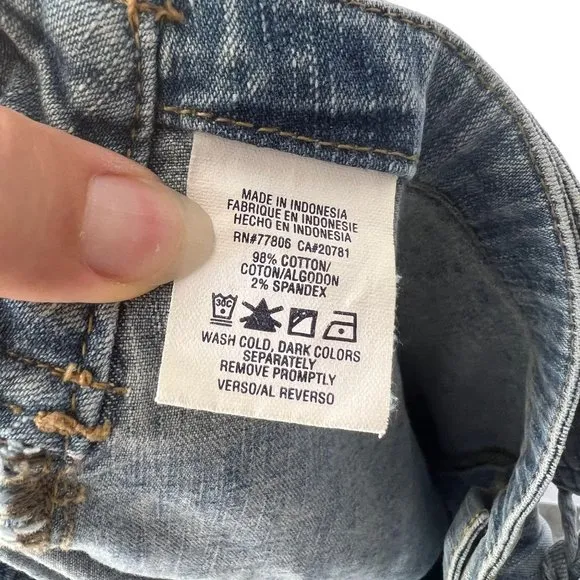 MADE IN INDONESIA
FABRIQUE EN INDONESIE
HECHO EN INDONESIA
RN#77806 CA#20781
98% COTTON/
COTON/ALGODON
2% SPANDEX
30C
WASH COLD, DARK COLORS
SEPARATELY
REMOVE PROMPTLY
VERSO/AL REVERSO